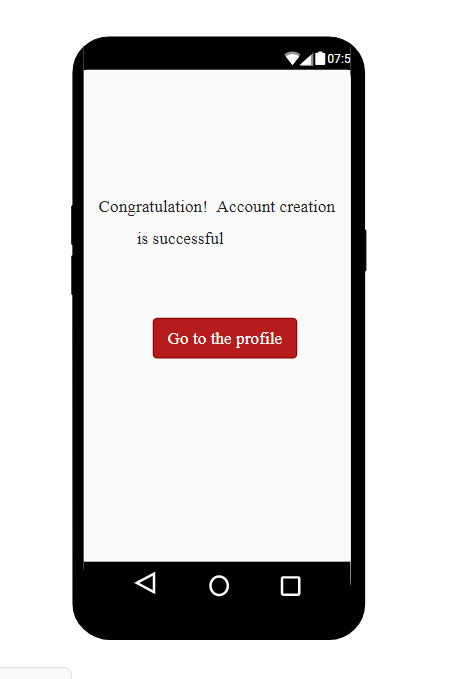 07:5
Congratulation!  Account creation
is successful
Go to the profile